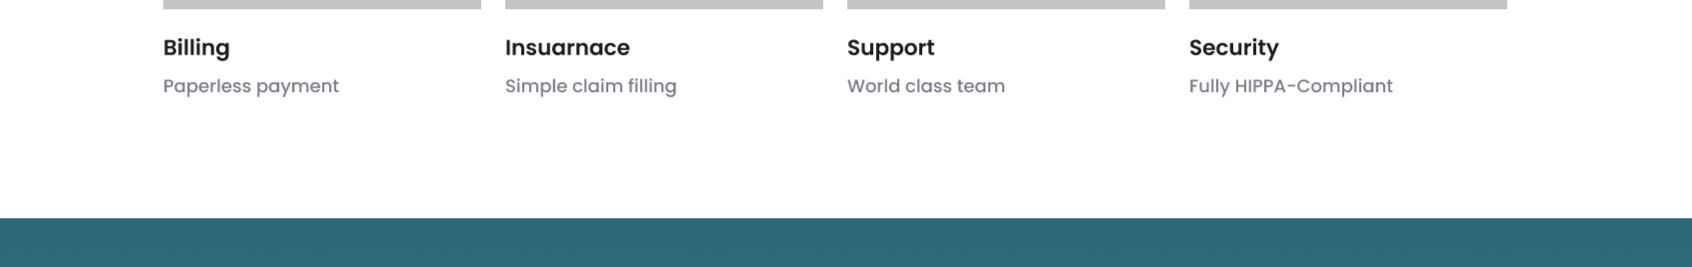 Billing
Insuarnace
Support
Security
Paperless payment
Simple claim filling
World class team
Fully HIPPA-Compliant